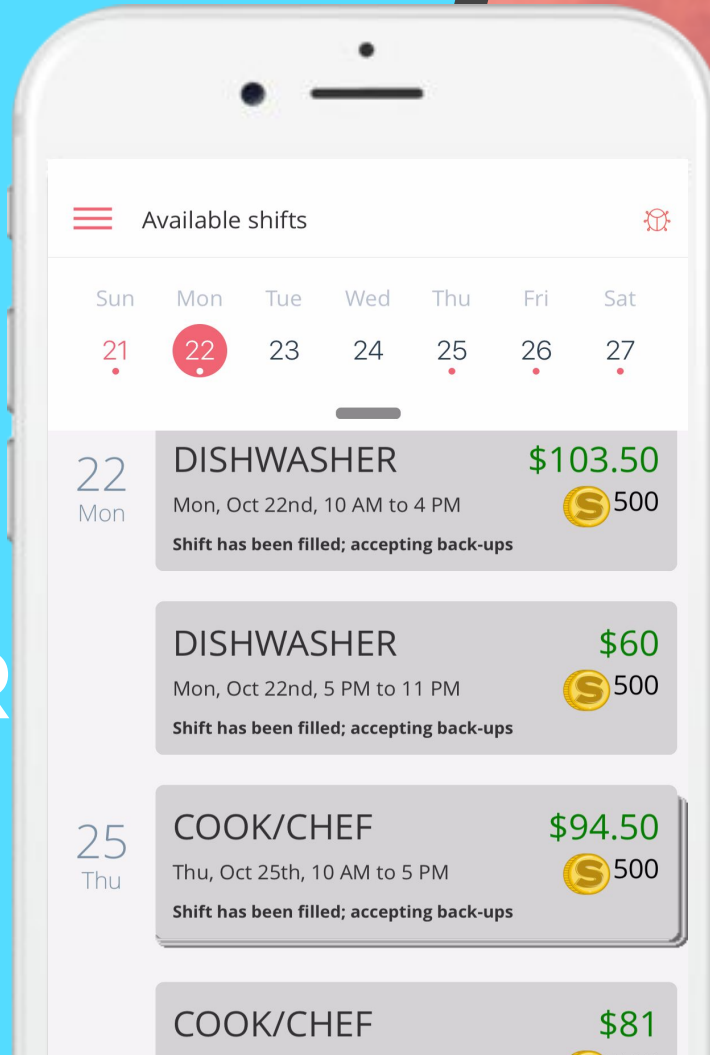 Available shifts
Sun Mon Tue Wed Thu Fri Sat
21 22 23 24 25 26 27
22
Mon
DISHWASHER $103.50
Mon, Oct 22nd, 10 AM to 4 PM S 500
Shift has been filled; accepting back-ups
DISHWASHER $60
Mon, Oct 22nd, 5 PM to 11 PM S 500
Shift has been filled; accepting back-ups
R
25
Thu
COOK/CHEF $94.50
Thu, Oct 25th, 10 AM to 5 PM S 500
Shift has been filled; accepting back-ups
COOK/CHEF $81